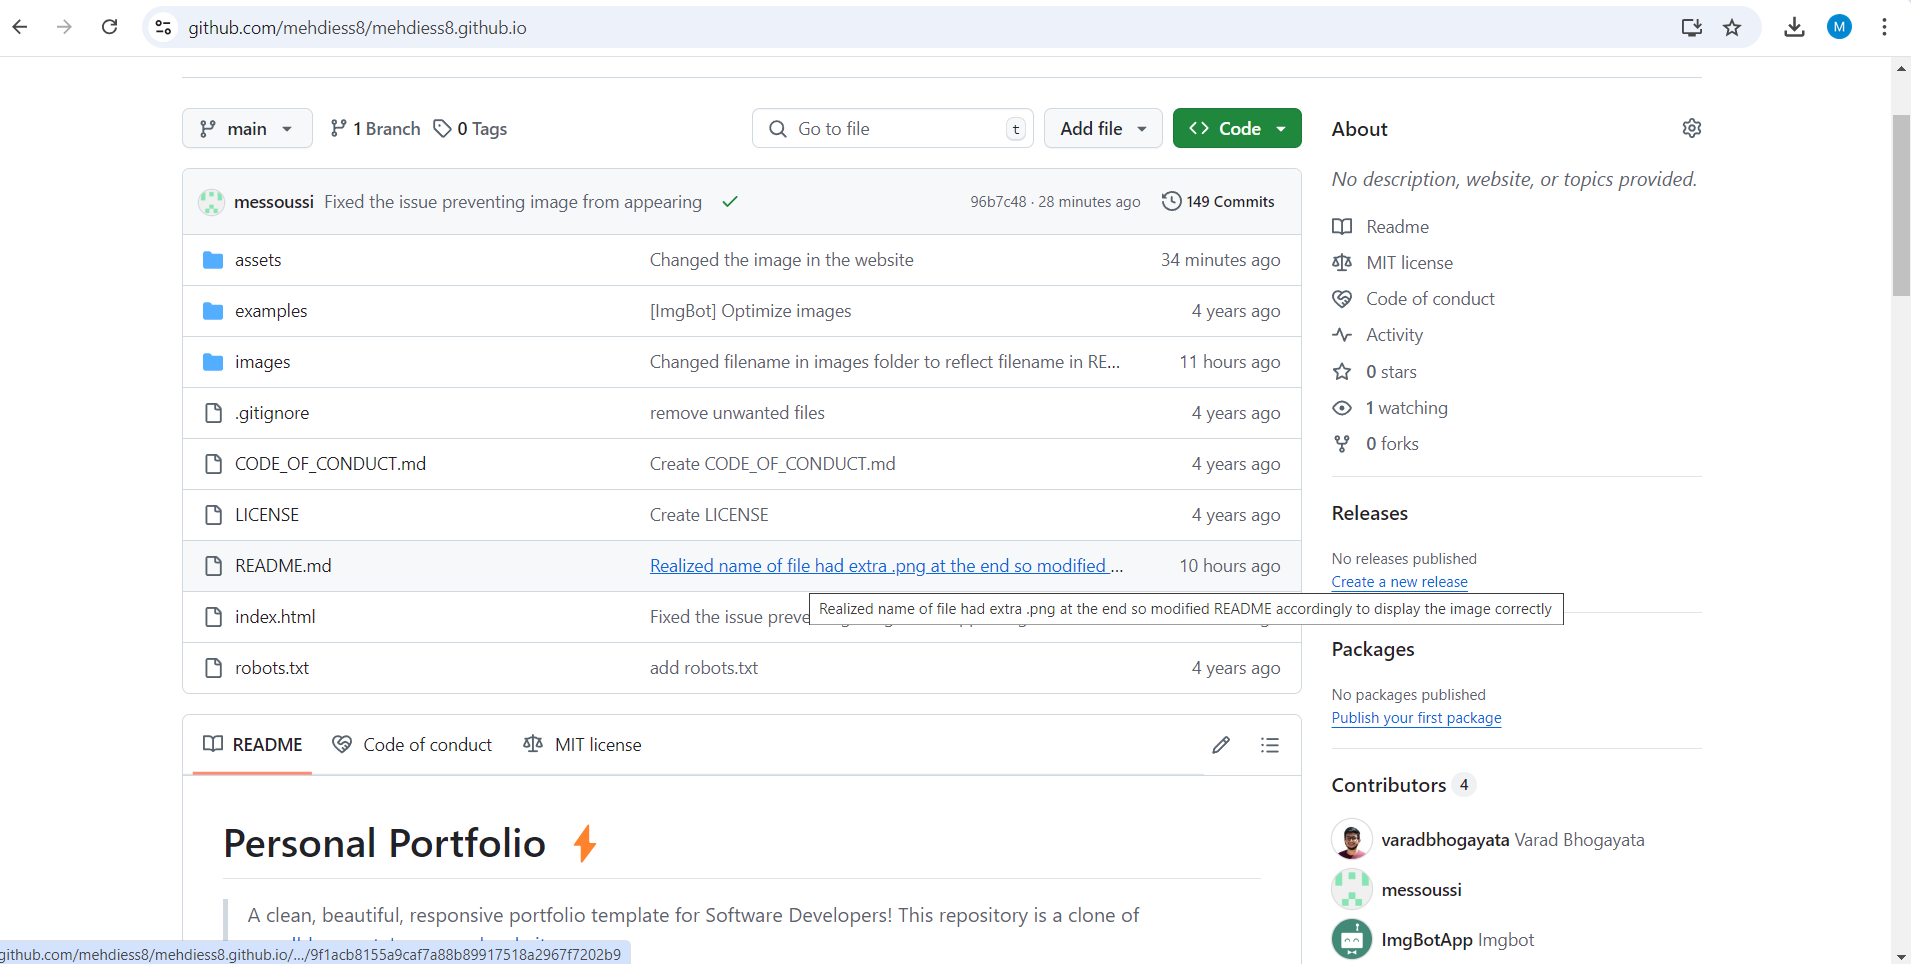 github.com/mehdiess8/mehdiess8.github.io
M
main
1 Branch
0 Tags
Go to file
t
Add file
Code
messoussi Fixed the issue preventing image from appearing
96b7c48 · 28 minutes ago
149 Commits
assets Changed the image in the website 34 minutes ago
examples [ImgBot] Optimize images 4 years ago
images Changed filename in images folder to reflect filename in RE... 11 hours ago
.gitignore remove unwanted files 4 years ago
CODE_OF_CONDUCT.md Create CODE_OF_CONDUCT.md 4 years ago
LICENSE Create LICENSE 4 years ago
README.md Realized name of file had extra .png at the end so modified ... 10 hours ago
Realized name of file had extra .png at the end so modified README accordingly to display the image correctly
index.html Fixed the issue
robots.txt add robots.txt 4 years ago
README
Code of conduct
MIT license
Personal Portfolio
A clean, beautiful, responsive portfolio template for Software Developers! This repository is a clone of
github.com/mehdiess8/mehdiess8.github.io/.../9f1acb8155a9caf7a88b89917518a2967f7202b9
About
No description, website, or topics provided.
Readme
MIT license
Code of conduct
Activity
0 stars
1 watching
0 forks
Releases
No releases published
Create a new release
Packages
No packages published
Publish your first package
Contributors 4
varadbhogayata Varad Bhogayata
messoussi
ImgBotApp Imgbot